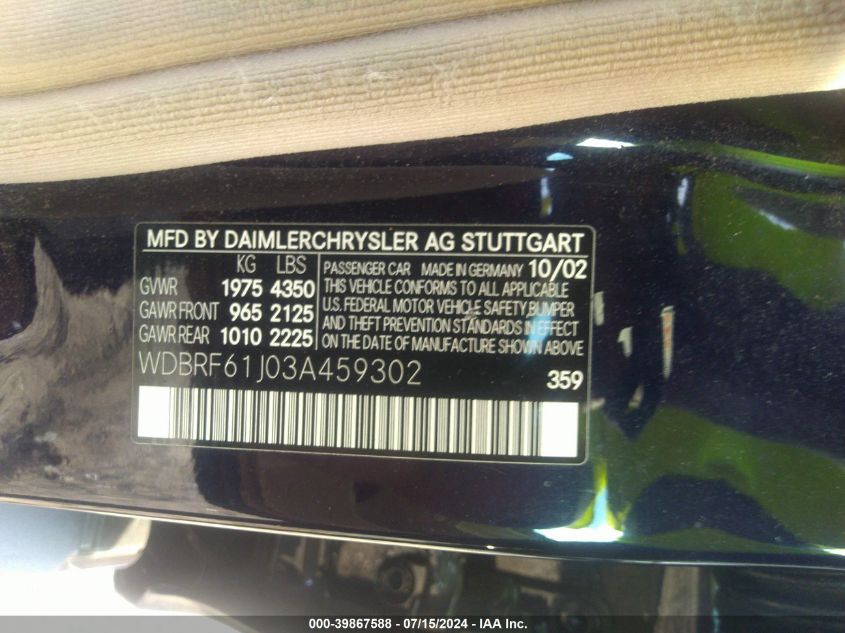 MFD BY DAIMLERCHRYSLER AG STUTTGART
KG LBS
GVWR 1975 4350
GAWR FRONT 965 2125
GAWR REAR 1010 2225
PASSENGER CAR MADE IN GERMANY 10/02
THIS VEHICLE CONFORMS TO ALL APPLICABLE
U.S. FEDERAL MOTOR VEHICLE SAFETY,BUMPER
AND THEFT PREVENTION STANDARDS IN EFFECT
ON THE DATE OF MANUFACTURE SHOWN ABOVE
WDBRF61J03A459302
359
000-39867588 - 07/15/2024 - IAA Inc.